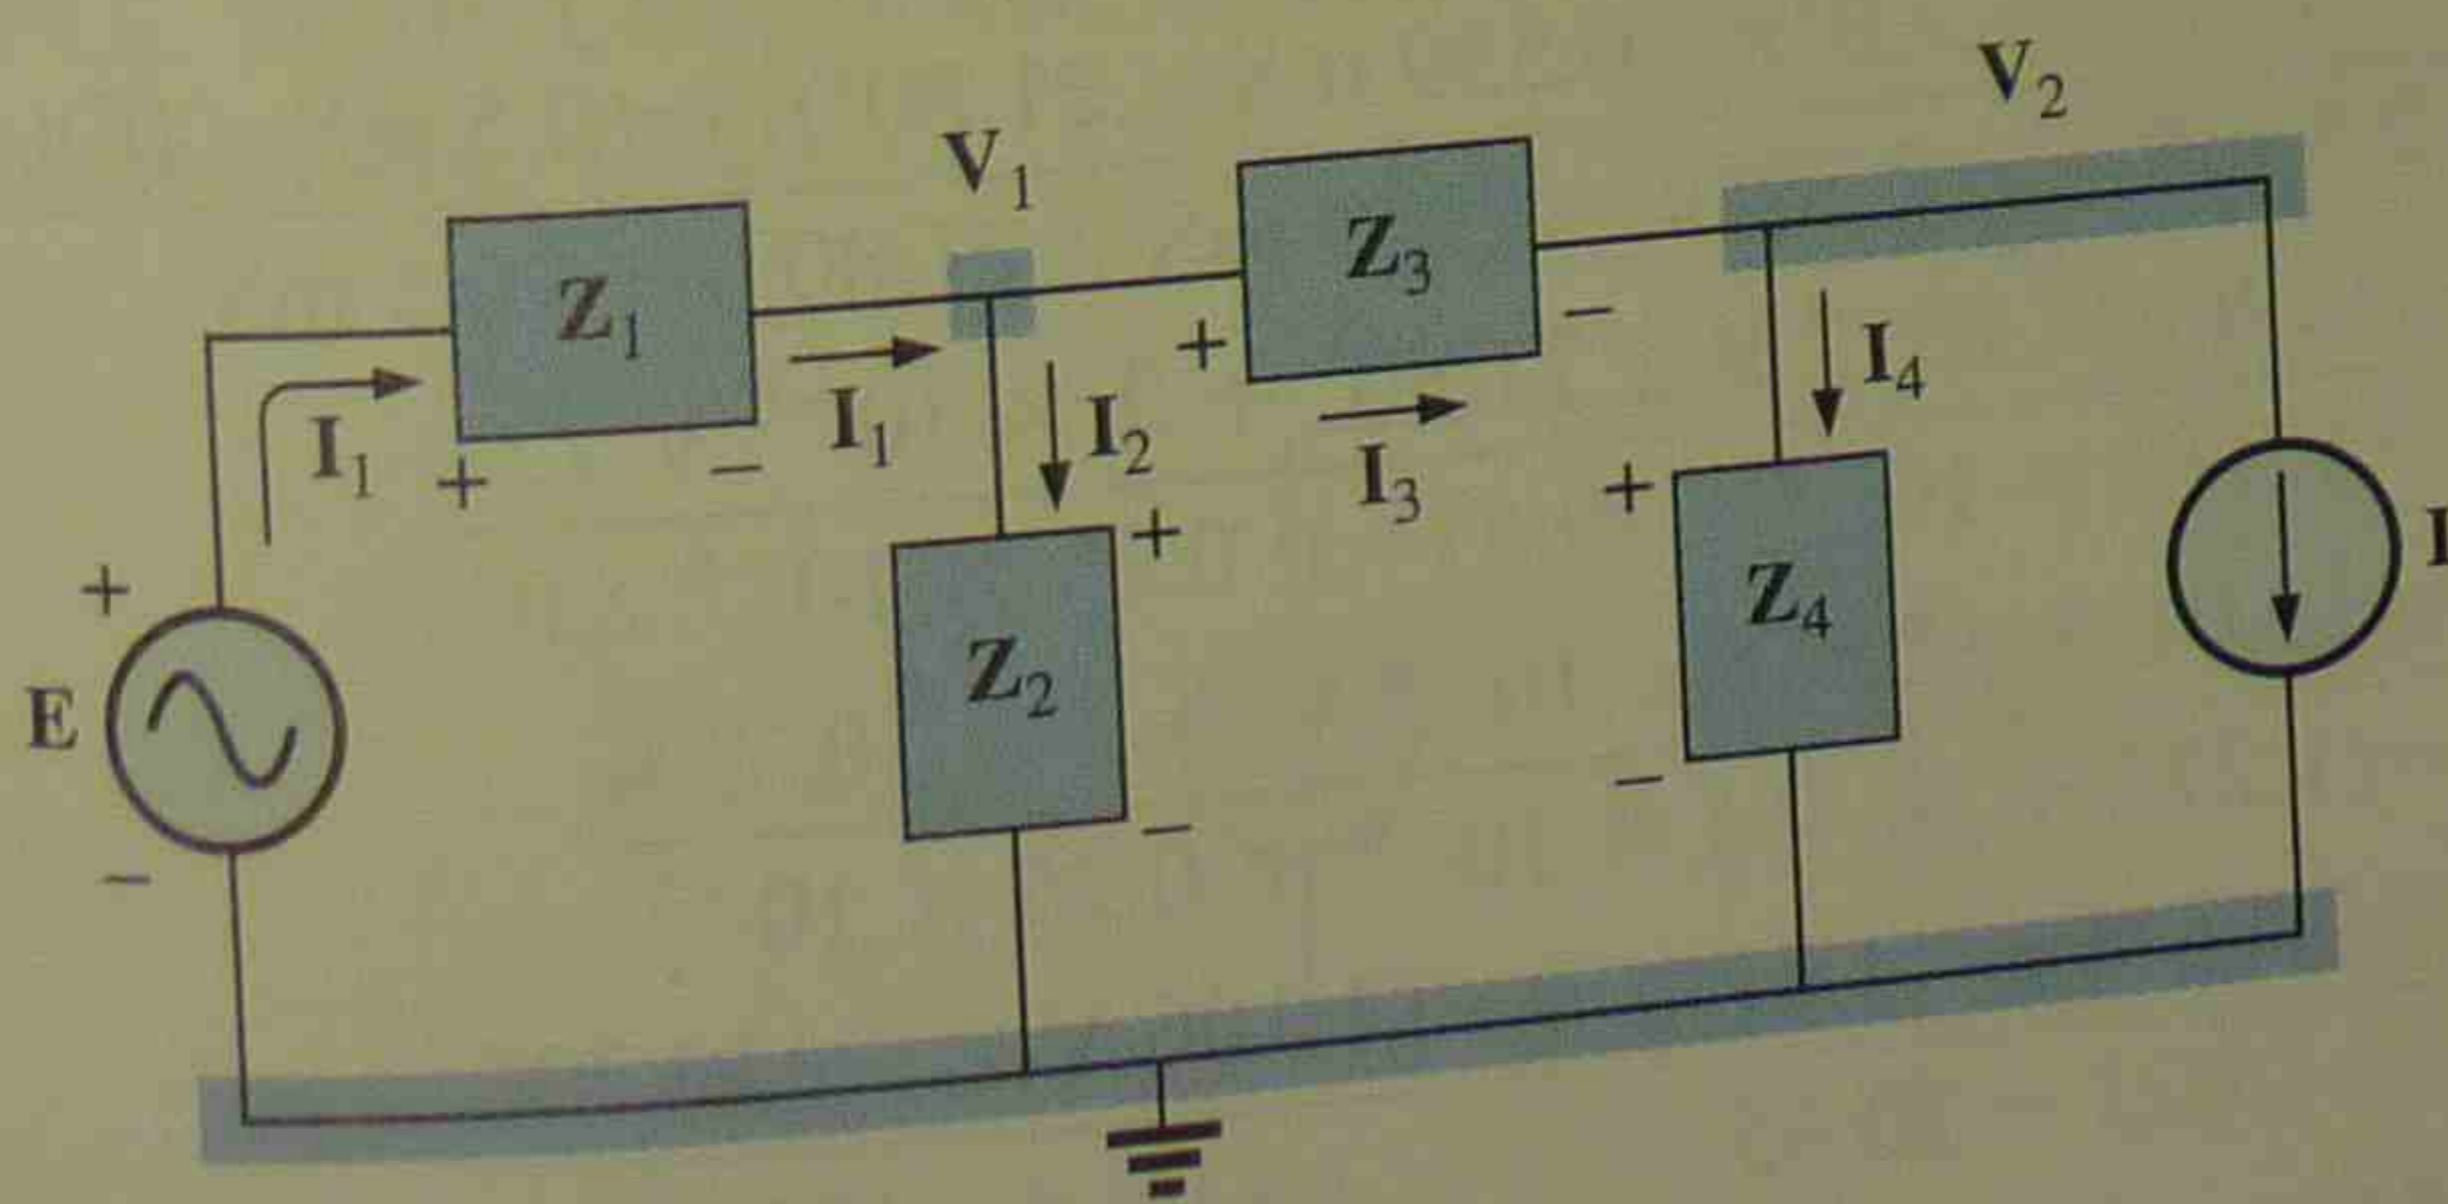 V₂
V₁
Z₃
Z₁
+
−
I₁
+
−
I₁
I₂
I₃
I₄
+
−
Z₂
+
−
Z₄
I
+
E
−